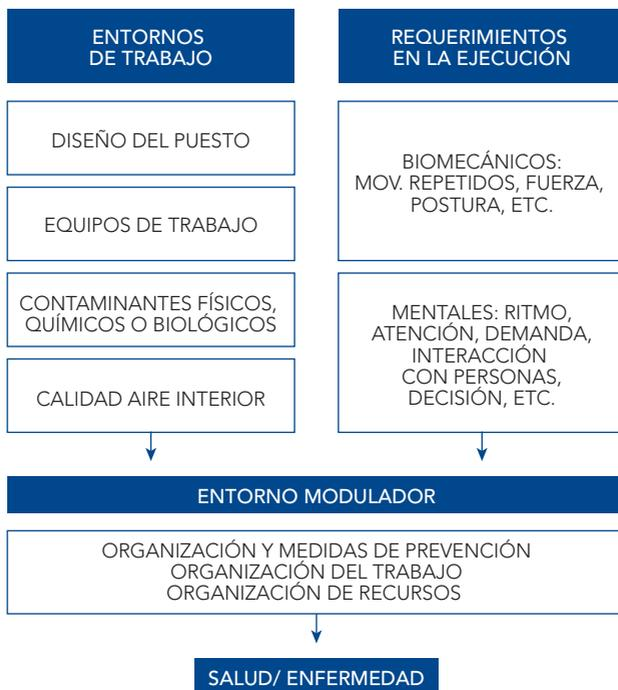 ENTORNOS
DE TRABAJO
DISEÑO DEL PUESTO
EQUIPOS DE TRABAJO
CONTAMINANTES FÍSICOS,
QUÍMICOS O BIOLÓGICOS
CALIDAD AIRE INTERIOR
REQUERIMIENTOS
EN LA EJECUCIÓN
BIOMECÁNICOS:
MOV. REPETIDOS, FUERZA,
POSTURA, ETC.
MENTALES: RITMO,
ATENCIÓN, DEMANDA,
INTERACCIÓN
CON PERSONAS,
DECISIÓN, ETC.
ENTORNO MODULADOR
ORGANIZACIÓN Y MEDIDAS DE PREVENCIÓN
ORGANIZACIÓN DEL TRABAJO
ORGANIZACIÓN DE RECURSOS
SALUD/ ENFERMEDAD